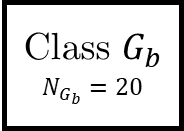 Class $G_b$
$N_{G_b} = 20$